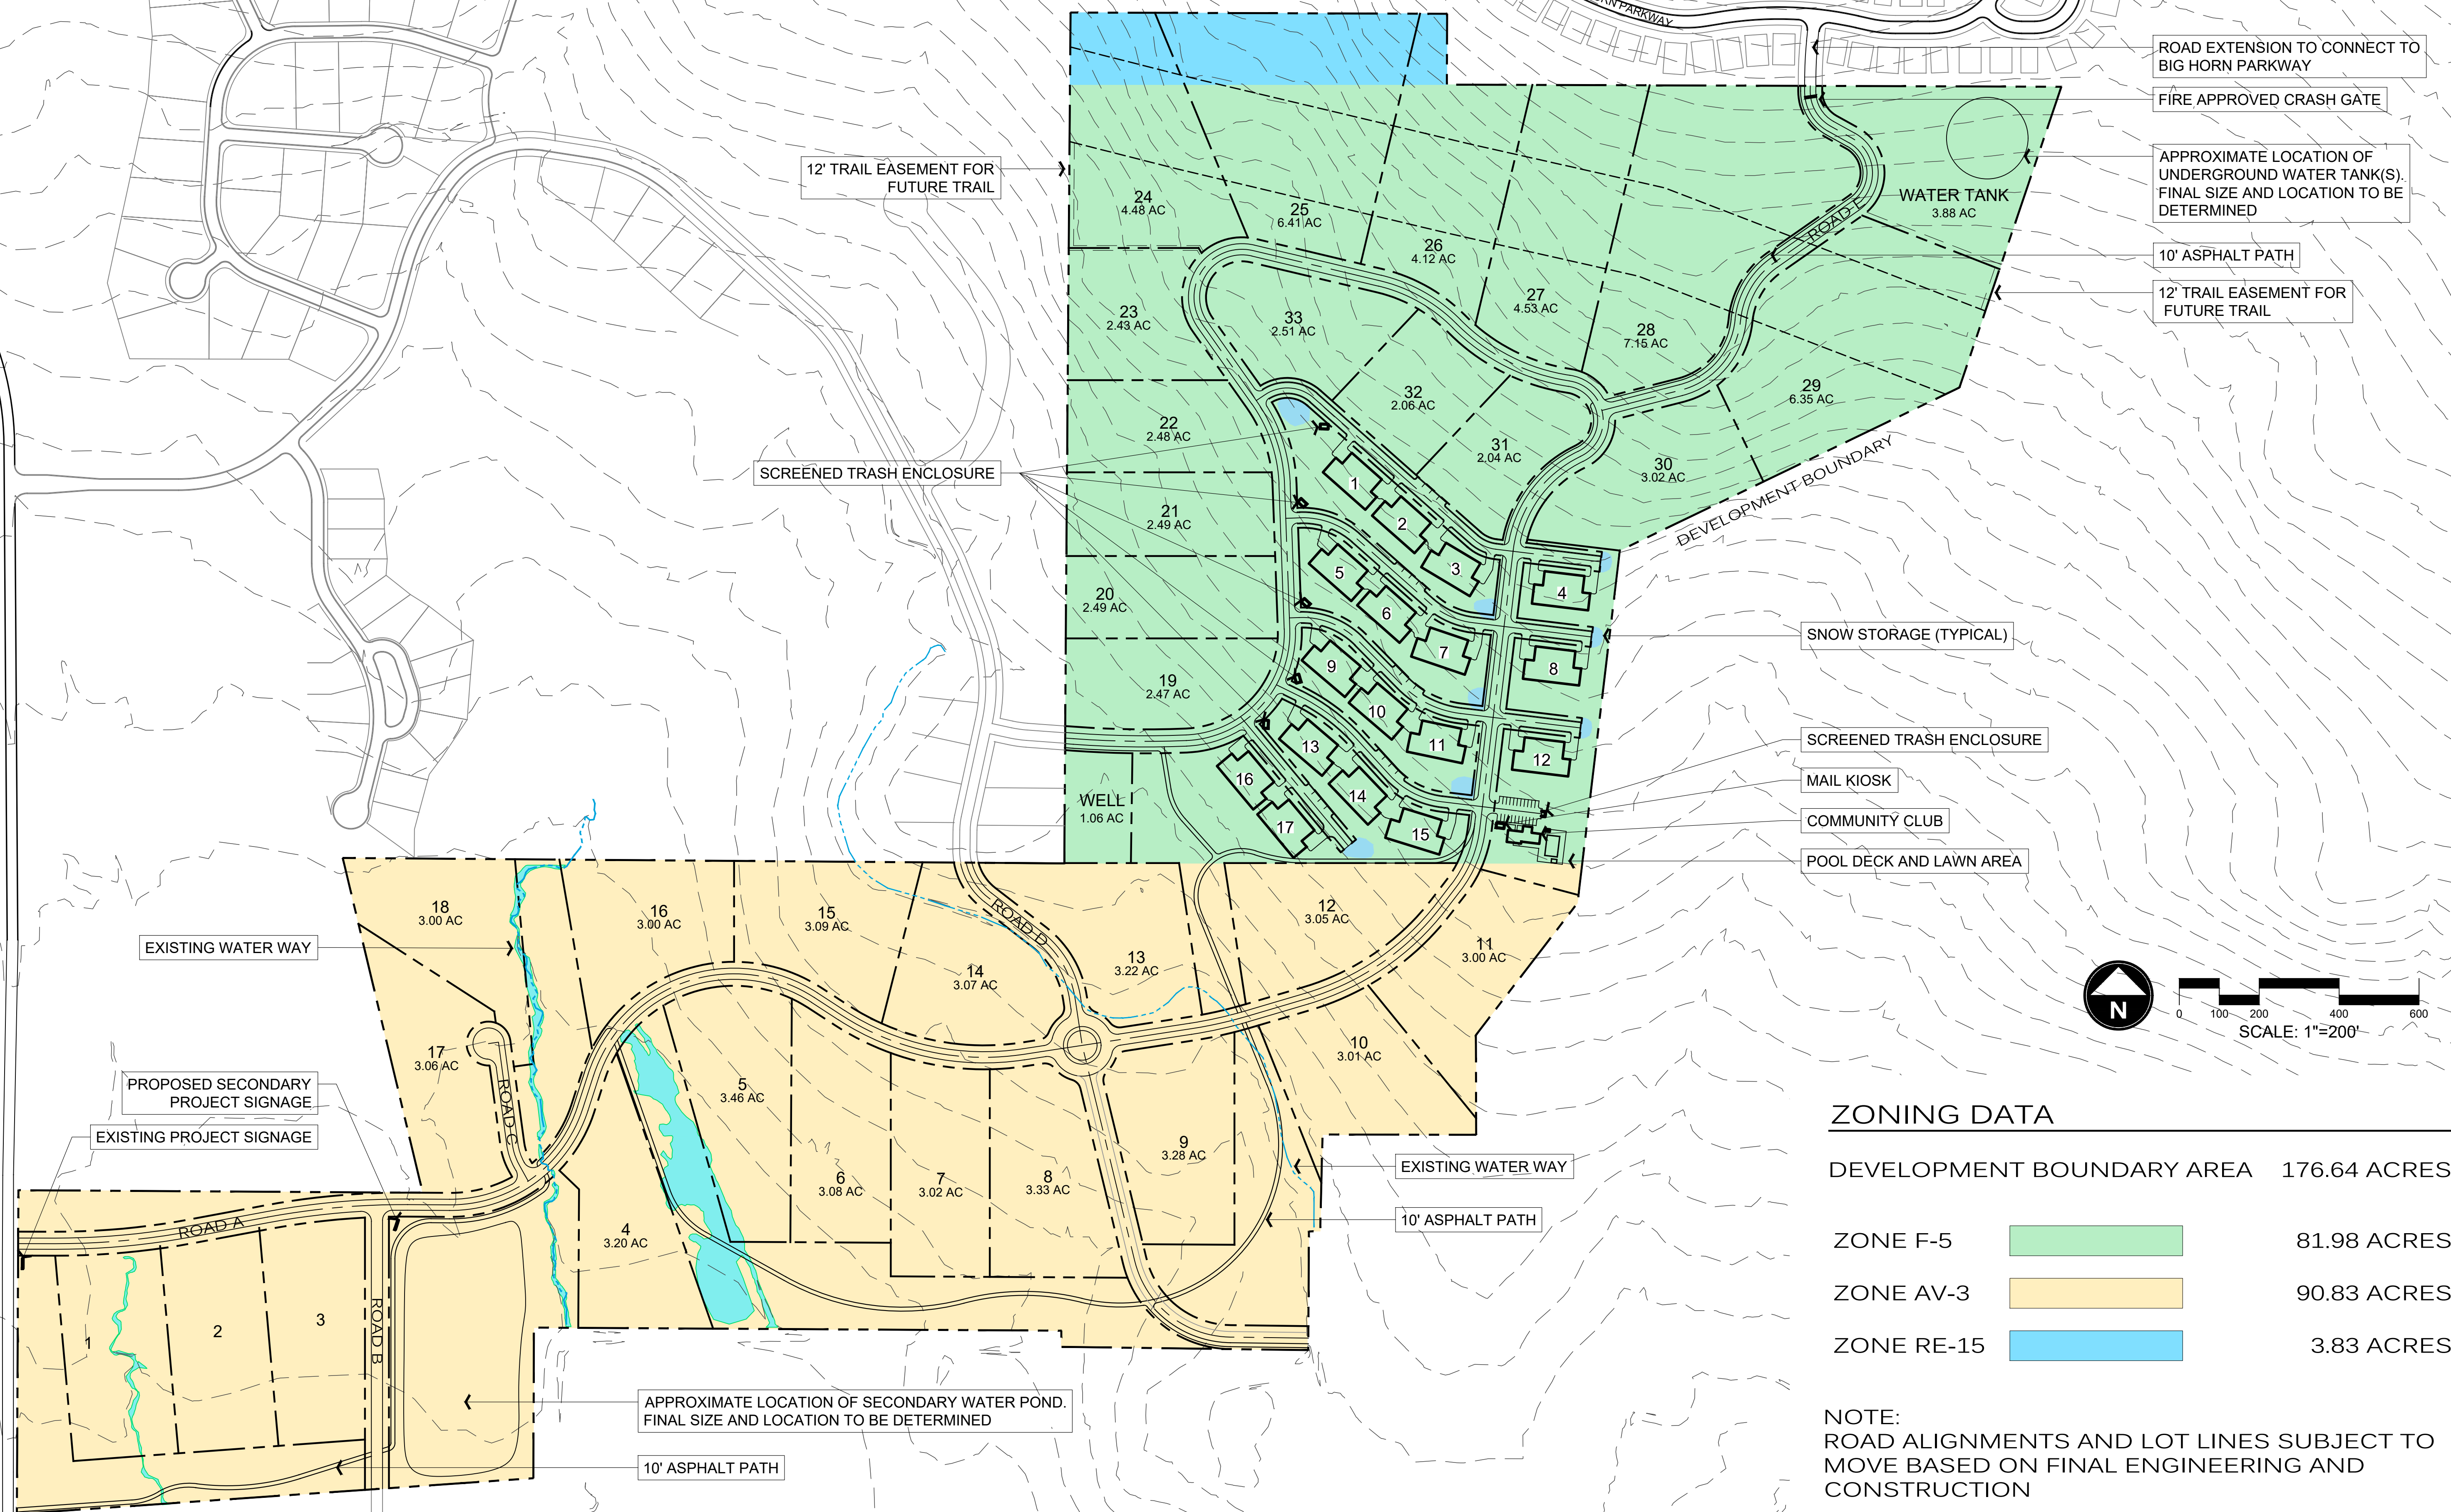 RN PARKWAY
ROAD EXTENSION TO CONNECT TO
BIG HORN PARKWAY
FIRE APPROVED CRASH GATE
APPROXIMATE LOCATION OF
UNDERGROUND WATER TANK(S).
FINAL SIZE AND LOCATION TO BE
DETERMINED
10' ASPHALT PATH
12' TRAIL EASEMENT FOR
FUTURE TRAIL
12' TRAIL EASEMENT FOR
FUTURE TRAIL
WATER TANK
3.88 AC
ROAD E
24
4.48 AC
25
6.41 AC
26
4.12 AC
27
4.53 AC
28
7.15 AC
23
2.43 AC
33
2.51 AC
32
2.06 AC
29
6.35 AC
22
2.48 AC
31
2.04 AC
30
3.02 AC
DEVELOPMENT BOUNDARY
SCREENED TRASH ENCLOSURE
21
2.49 AC
20
2.49 AC
19
2.47 AC
1
2
3
4
5
6
7
8
9
10
11
12
13
14
15
16
17
WELL
1.06 AC
SNOW STORAGE (TYPICAL)
SCREENED TRASH ENCLOSURE
MAIL KIOSK
COMMUNITY CLUB
POOL DECK AND LAWN AREA
18
3.00 AC
16
3.00 AC
15
3.09 AC
ROAD D
12
3.05 AC
11
3.00 AC
EXISTING WATER WAY
14
3.07 AC
13
3.22 AC
17
3.06 AC
ROAD C
10
3.01 AC
5
3.46 AC
PROPOSED SECONDARY
PROJECT SIGNAGE
EXISTING PROJECT SIGNAGE
6
3.08 AC
7
3.02 AC
8
3.33 AC
9
3.28 AC
EXISTING WATER WAY
10' ASPHALT PATH
4
3.20 AC
ROAD A
1
2
3
ROAD B
APPROXIMATE LOCATION OF SECONDARY WATER POND.
FINAL SIZE AND LOCATION TO BE DETERMINED
10' ASPHALT PATH
N
0 100 200 400 600
SCALE: 1"=200'
ZONING DATA
DEVELOPMENT BOUNDARY AREA 176.64 ACRES
ZONE F-5 81.98 ACRES
ZONE AV-3 90.83 ACRES
ZONE RE-15 3.83 ACRES
NOTE:
ROAD ALIGNMENTS AND LOT LINES SUBJECT TO
MOVE BASED ON FINAL ENGINEERING AND
CONSTRUCTION